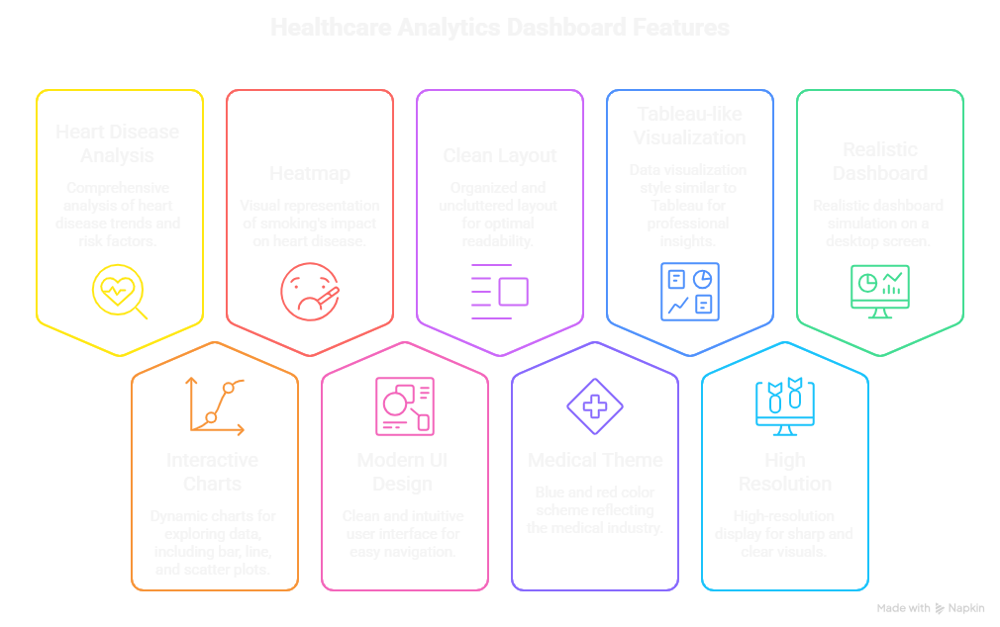 Healthcare Analytics Dashboard Features
Heart Disease
Analysis
Comprehensive
analysis of heart
disease trends and
risk factors.
Heatmap
Visual representation
of smoking's impact
on heart disease.
Clean Layout
Organized and
uncluttered layout
for optimal
readability.
Tableau-like
Visualization
Data visualization
style similar to
Tableau for
professional
insights.
Realistic
Dashboard
Realistic dashboard
simulation on a
desktop screen.
Interactive
Charts
Dynamic charts for
exploring data,
including bar, line,
and scatter plots.
Modern UI
Design
Clean and intuitive
user interface for
easy navigation.
Medical Theme
Blue and red color
scheme reflecting
the medical industry.
High
Resolution
High-resolution
display for sharp and
clear visuals.
Made with Napkin